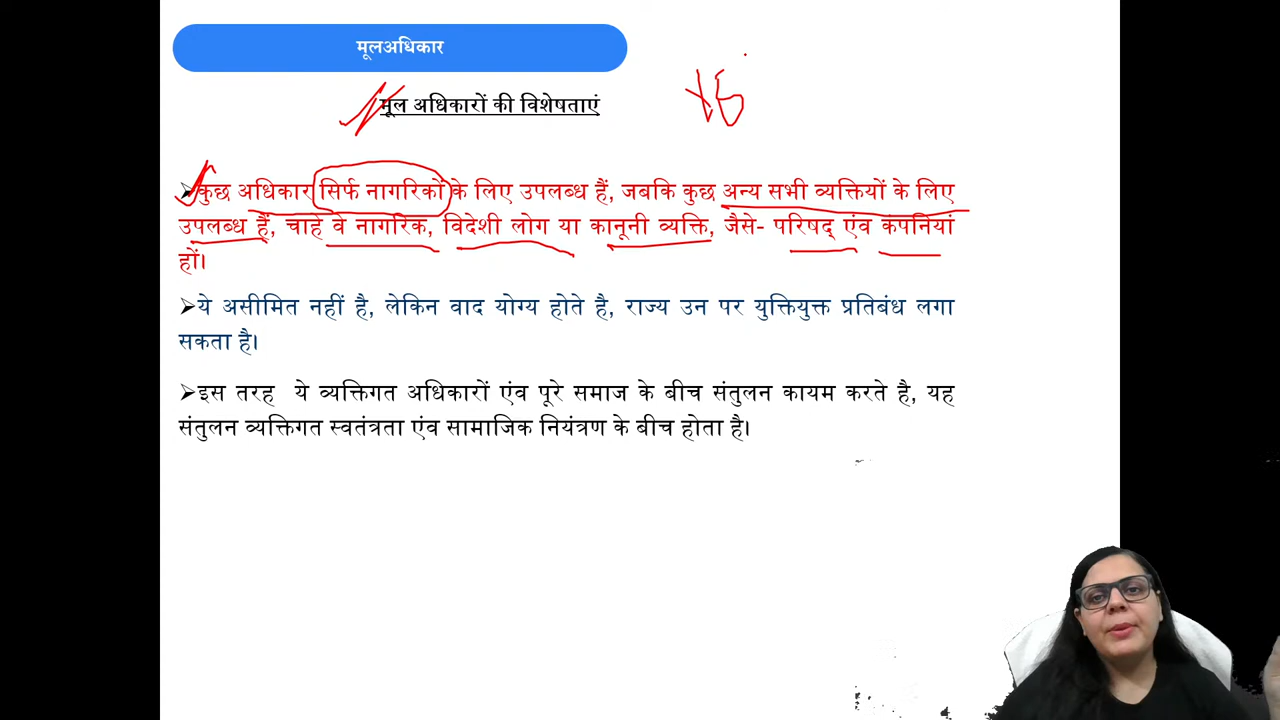 मूलअधिकार
मूल अधिकारों की विशेषताएं
➢कुछ अधिकार सिर्फ नागरिकों के लिए उपलब्ध हैं, जबकि कुछ अन्य सभी व्यक्तियों के लिए
उपलब्ध हैं, चाहे वे नागरिक, विदेशी लोग या कानूनी व्यक्ति, जैसे- परिषद् एंव कंपनियां
हों।
➢ये असीमित नहीं है, लेकिन वाद योग्य होते है, राज्य उन पर युक्तियुक्त प्रतिबंध लगा
सकता है।
➢इस तरह ये व्यक्तिगत अधिकारों एंव पूरे समाज के बीच संतुलन कायम करते है, यह
संतुलन व्यक्तिगत स्वतंत्रता एंव सामाजिक नियंत्रण के बीच होता है।